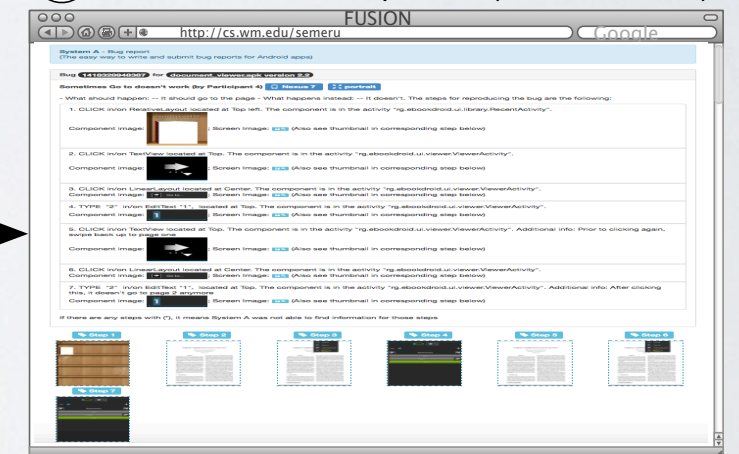 FUSION
http://cs.wm.edu/semeru
Google
System A - Bug report
(The easy way to write and submit bug reports for Android apps)
Bug for document_viewer.apk version 2.2
Sometimes Go to doesn't work (by Participant 4) Nexus 7 portrait
- What should happen: -- It should go to the page - What happens instead: -- It doesn't. The steps for reproducing the bug are the following:
1. CLICK in/on RelativeLayout located at Top left. The component is in the activity "rg.ebookdroid.ui.library.RecentActivity".
Component image: ; Screen Image: (Also see thumbnail in corresponding step below)
2. CLICK in/on TextView located at Top. The component is in the activity "rg.ebookdroid.ui.viewer.ViewerActivity".
Component image: ; Screen Image: (Also see thumbnail in corresponding step below)
3. CLICK in/on LinearLayout located at Center. The component is in the activity "rg.ebookdroid.ui.viewer.ViewerActivity".
Component image: ; Screen Image: (Also see thumbnail in corresponding step below)
4. TYPE "2" in/on EditText "1", located at Top. The component is in the activity "rg.ebookdroid.ui.viewer.ViewerActivity".
Component image: 1 ; Screen Image: (Also see thumbnail in corresponding step below)
5. CLICK in/on TextView located at Top. The component is in the activity "rg.ebookdroid.ui.viewer.ViewerActivity". Additional info: Prior to clicking again,
swipe back up to page one
Component image: ; Screen Image: (Also see thumbnail in corresponding step below)
6. CLICK in/on LinearLayout located at Center. The component is in the activity "rg.ebookdroid.ui.viewer.ViewerActivity".
Component image: ; Screen Image: (Also see thumbnail in corresponding step below)
7. TYPE "2" in/on EditText "1", located at Top. The component is in the activity "rg.ebookdroid.ui.viewer.ViewerActivity". Additional info: After clicking
this, it doesn't go to page 2 anymore
Component image: 1 ; Screen Image: (Also see thumbnail in corresponding step below)
If there are any steps with (*), it means System A was not able to find information for those steps
Step 1 Step 2 Step 3 Step 4 Step 5 Step 6
Step 7